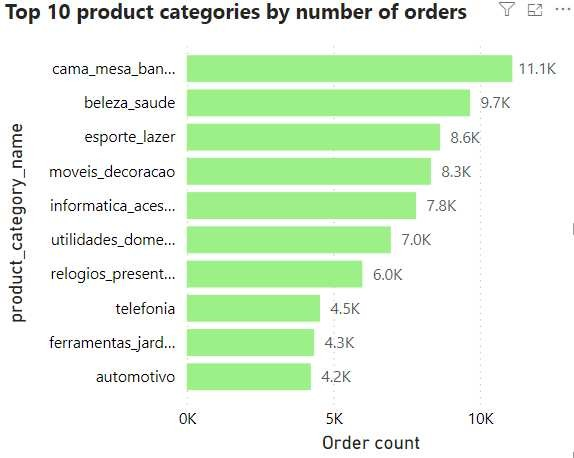 Top 10 product categories by number of orders
product_category_name
cama_mesa_ban... 11.1K
beleza_saude 9.7K
esporte_lazer 8.6K
moveis_decoracao 8.3K
informatica_aces... 7.8K
utilidades_dome... 7.0K
relogios_present... 6.0K
telefonia 4.5K
ferramentas_jard... 4.3K
automotivo 4.2K
0K 5K 10K
Order count